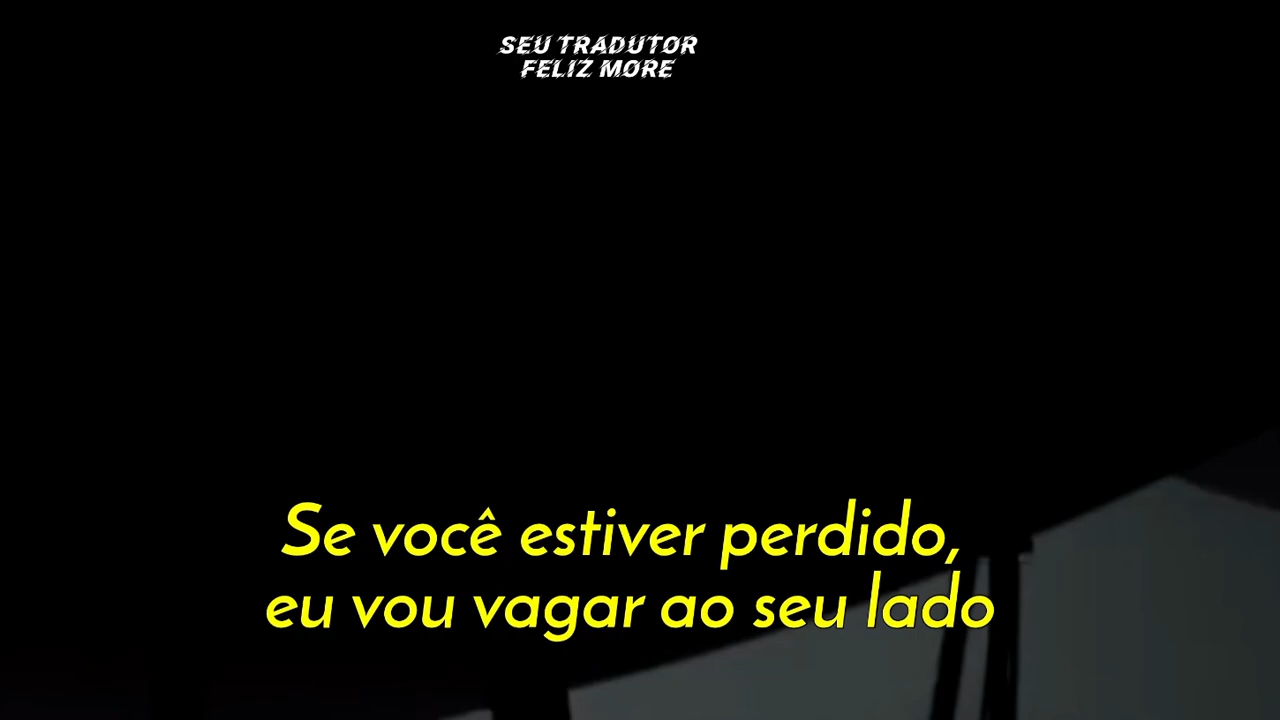 SEU TRADUTOR
FELIZ MORE
Se você estiver perdido,
eu vou vagar ao seu lado